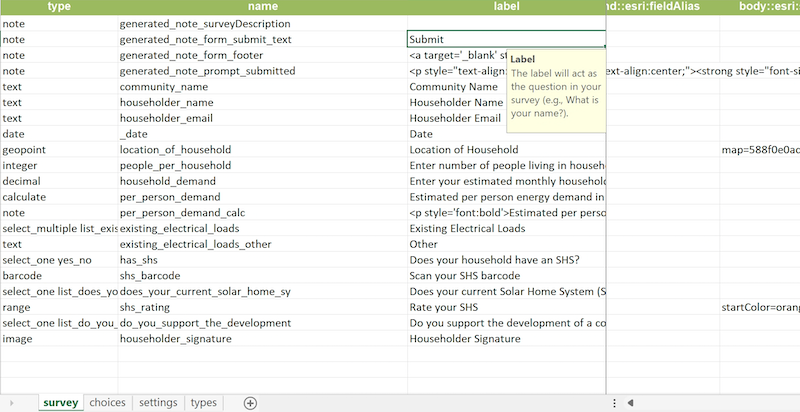 type name label nd::esri:fieldAlias body::esri:
note generated_note_surveyDescription
note generated_note_form_submit_text Submit
note generated_note_form_footer <a target='_blank' st
note generated_note_prompt_submitted <p style="text-align: xt-align:center;"><strong style="font-si
text community_name Community Name
text householder_name Householder Name
text householder_email Householder Email
date _date Date
geopoint location_of_household Location of Household map=588f0e0ac
integer people_per_household Enter number of people living in househ
decimal household_demand Enter your estimated monthly household
calculate per_person_demand Estimated per person energy demand in
note per_person_demand_calc <p style='font:bold'>Estimated per perso
select_multiple list_exis existing_electrical_loads Existing Electrical Loads
text existing_electrical_loads_other Other
select_one yes_no has_shs Does your household have an SHS?
barcode shs_barcode Scan your SHS barcode
select_one list_does_yo does_your_current_solar_home_sy Does your current Solar Home System (S
range shs_rating Rate your SHS startColor=orang
select_one list_do_you_ do_you_support_the_development Do you support the development of a co
image householder_signature Householder Signature
Label
The label will act as
the question in your
survey (e.g., What is
your name?).
survey choices settings types